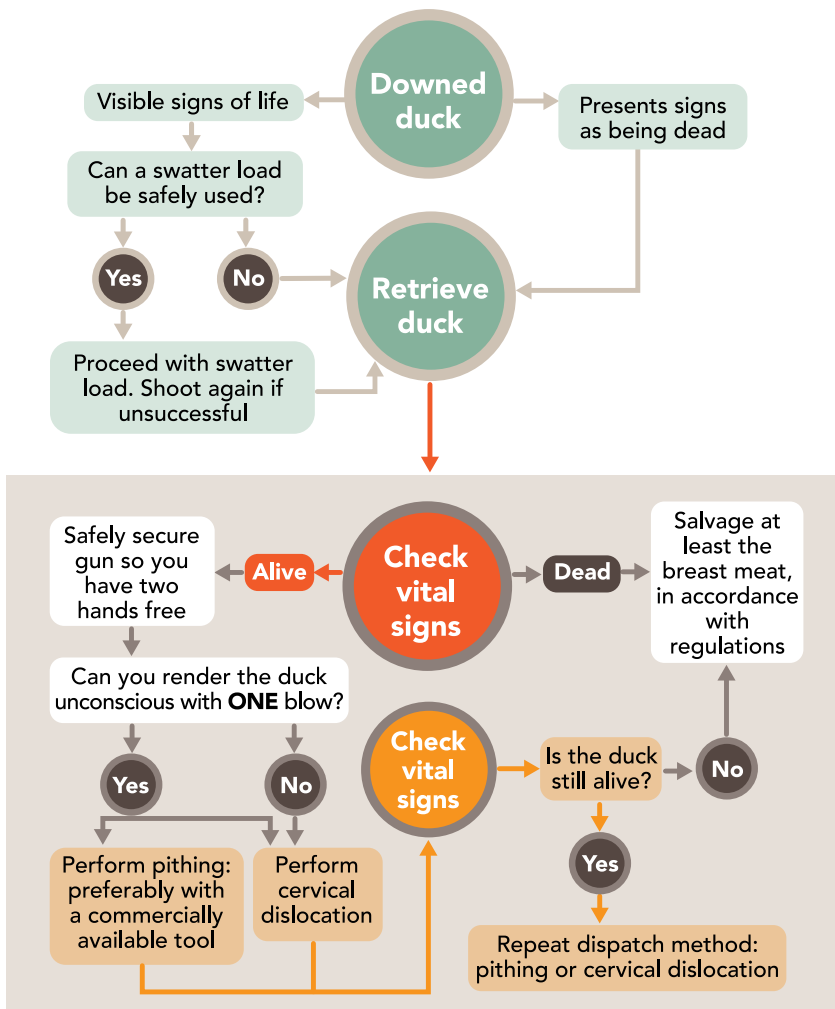 Downed
duck
Visible signs of life
Presents signs
as being dead
Can a swatter load
be safely used?
Yes
No
Retrieve
duck
Proceed with swatter
load. Shoot again if
unsuccessful
Check
vital
signs
Alive
Dead
Safely secure
gun so you
have two
hands free
Salvage at
least the
breast meat,
in accordance
with
regulations
Can you render the duck
unconscious with ONE blow?
Yes
No
Check
vital
signs
Is the duck
still alive?
No
Yes
Perform pithing:
preferably with
a commercially
available tool
Perform
cervical
dislocation
Repeat dispatch method:
pithing or cervical dislocation